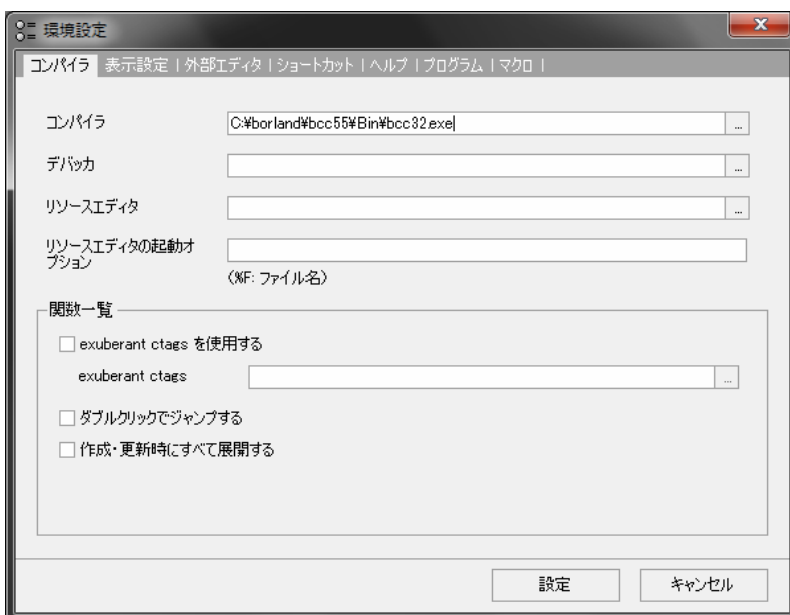 環境設定
コンパイラ 表示設定 | 外部エディタ | ショートカット | ヘルプ | プログラム | マクロ |
コンパイラ C:¥borland¥bcc55¥Bin¥bcc32.exe ...
デバッカ ...
リソースエディタ ...
リソースエディタの起動オ
プション
(%F: ファイル名)
関数一覧
exuberant ctags を使用する
exuberant ctags ...
ダブルクリックでジャンプする
作成・更新時にすべて展開する
設定 キャンセル